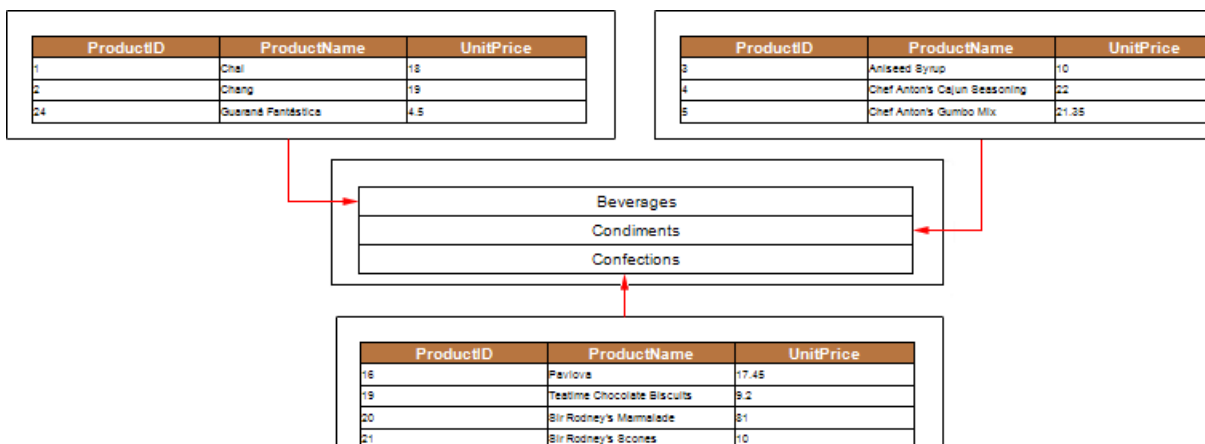 ProductID ProductName UnitPrice
1 Chai 18
2 Chang 19
24 Guaraná Fantástica 4.5
ProductID ProductName UnitPrice
3 Aniseed Syrup 10
4 Chef Anton's Cajun Seasoning 22
5 Chef Anton's Gumbo Mix 21.35
Beverages
Condiments
Confections
ProductID ProductName UnitPrice
16 Pavlova 17.45
19 Teatime Chocolate Biscuits 9.2
20 Sir Rodney's Marmalade 81
21 Sir Rodney's Scones 10